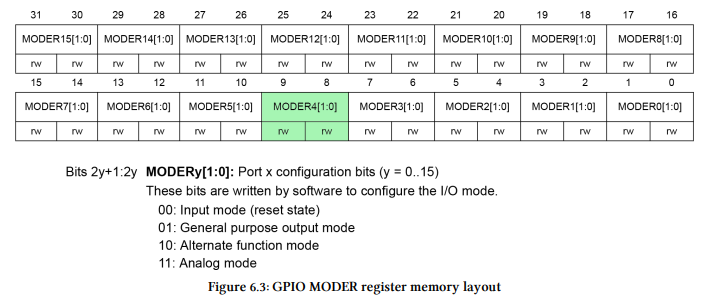 31 30 29 28 27 26 25 24 23 22 21 20 19 18 17 16
MODER15[1:0] MODER14[1:0] MODER13[1:0] MODER12[1:0] MODER11[1:0] MODER10[1:0] MODER9[1:0] MODER8[1:0]
rw rw rw rw rw rw rw rw rw rw rw rw rw rw rw rw
15 14 13 12 11 10 9 8 7 6 5 4 3 2 1 0
MODER7[1:0] MODER6[1:0] MODER5[1:0] MODER4[1:0] MODER3[1:0] MODER2[1:0] MODER1[1:0] MODER0[1:0]
rw rw rw rw rw rw rw rw rw rw rw rw rw rw rw rw
Bits 2y+1:2y MODERy[1:0]: Port x configuration bits (y = 0..15)
These bits are written by software to configure the I/O mode.
00: Input mode (reset state)
01: General purpose output mode
10: Alternate function mode
11: Analog mode
Figure 6.3: GPIO MODER register memory layout